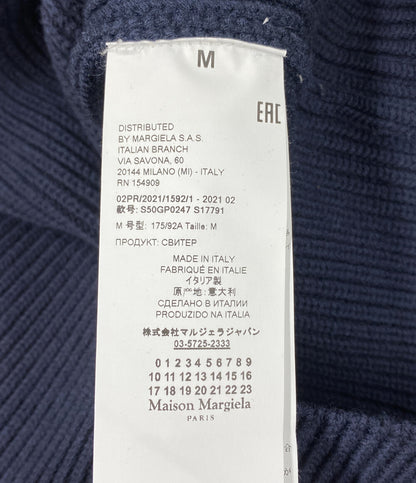 M
EAC
DISTRIBUTED
BY MARGIELA S.A.S.
ITALIAN BRANCH
VIA SAVONA, 60
20144 MILANO (MI) - ITALY
RN 154909
02PR/2021/1592/1 - 2021 02
款号: S50GP0247 S17791
M 号型: 175/92A Taille: M
ПРОДУКТ: СВИТЕР
MADE IN ITALY
FABRIQUÉ EN ITALIE
イタリア製
原产地: 意大利
СДЕЛАНО В ИТАЛИИ
PRODUZIDO NA ITALIA
株式会社マルジェラジャパン
03-5725-2333
0 1 2 3 4 5 6 7 8 9
10 11 12 13 14 15 16
17 18 19 20 21 22 23
Maison Margiela
PARIS